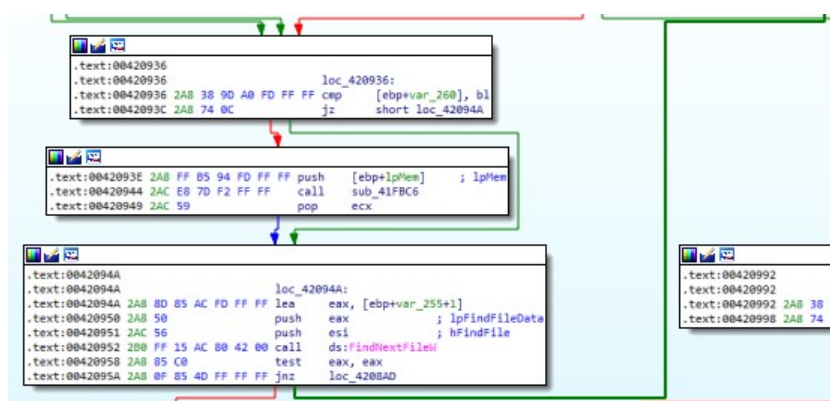 .text:00420936
.text:00420936 loc_420936:
.text:00420936 2A8 38 9D A0 FD FF FF cmp [ebp+var_260], bl
.text:0042093C 2A8 74 0C jz short loc_42094A
.text:0042093E 2A8 FF B5 94 FD FF FF push [ebp+lpMem] ; lpMem
.text:00420944 2AC E8 7D F2 FF FF call sub_41FBC6
.text:00420949 2AC 59 pop ecx
.text:0042094A
.text:0042094A loc_42094A:
.text:0042094A 2A8 8D 85 AC FD FF FF lea eax, [ebp+var_255+1]
.text:00420950 2A8 50 push eax ; lpFindFileData
.text:00420951 2AC 56 push esi ; hFindFile
.text:00420952 2B0 FF 15 AC 80 42 00 call ds:FindNextFileW
.text:00420958 2A8 85 C0 test eax, eax
.text:0042095A 2A8 0F 85 4D FF FF FF jnz loc_4208AD
.text:00420992
.text:00420992
.text:00420992 2A8 38
.text:00420998 2A8 74